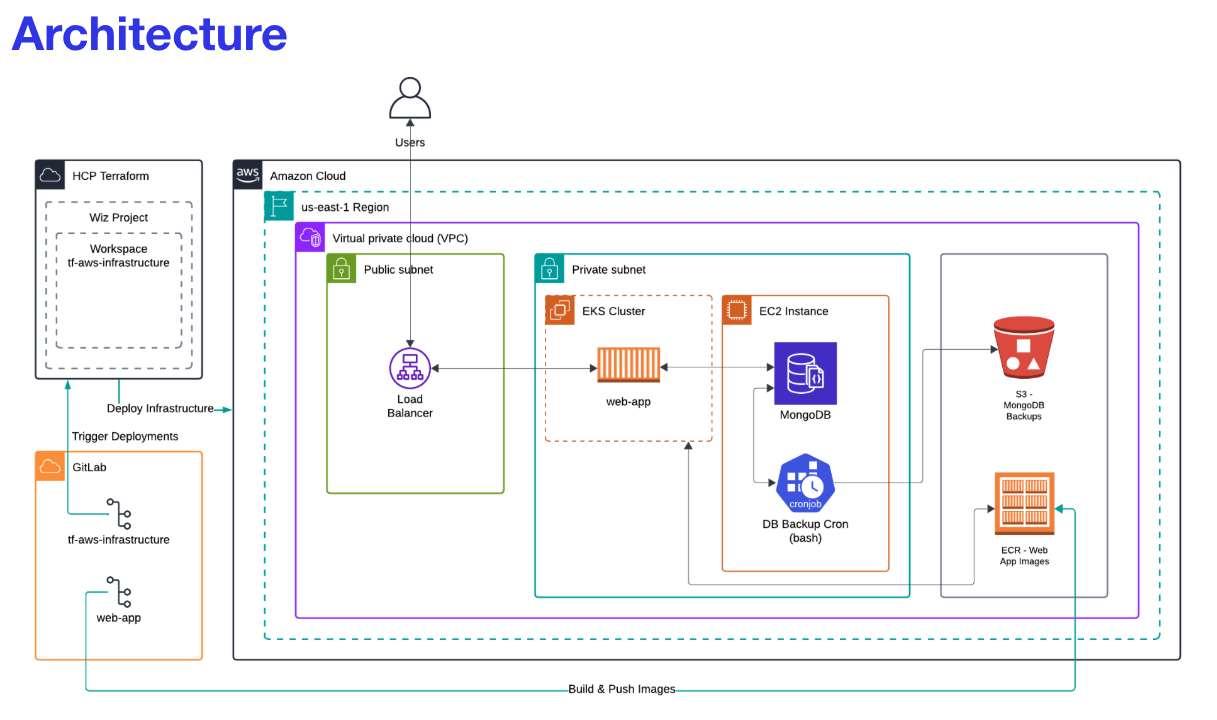 Architecture
Users
HCP Terraform
Wiz Project
Workspace
tf-aws-infrastructure
Deploy Infrastructure
Trigger Deployments
GitLab
tf-aws-infrastructure
web-app
aws
Amazon Cloud
us-east-1 Region
Virtual private cloud (VPC)
Public subnet
Load
Balancer
Private subnet
EKS Cluster
web-app
EC2 Instance
MongoDB
cronjob
DB Backup Cron
(bash)
S3 -
MongoDB
Backups
ECR - Web
App Images
Build & Push Images